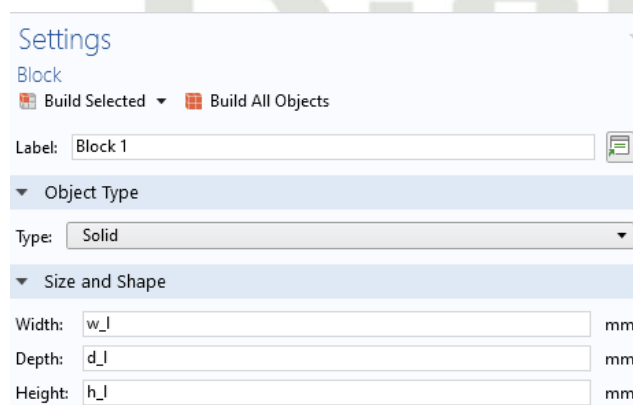 Settings
Block
Build Selected Build All Objects
Label: Block 1
Object Type
Type: Solid
Size and Shape
Width: w_l mm
Depth: d_l mm
Height: h_l mm